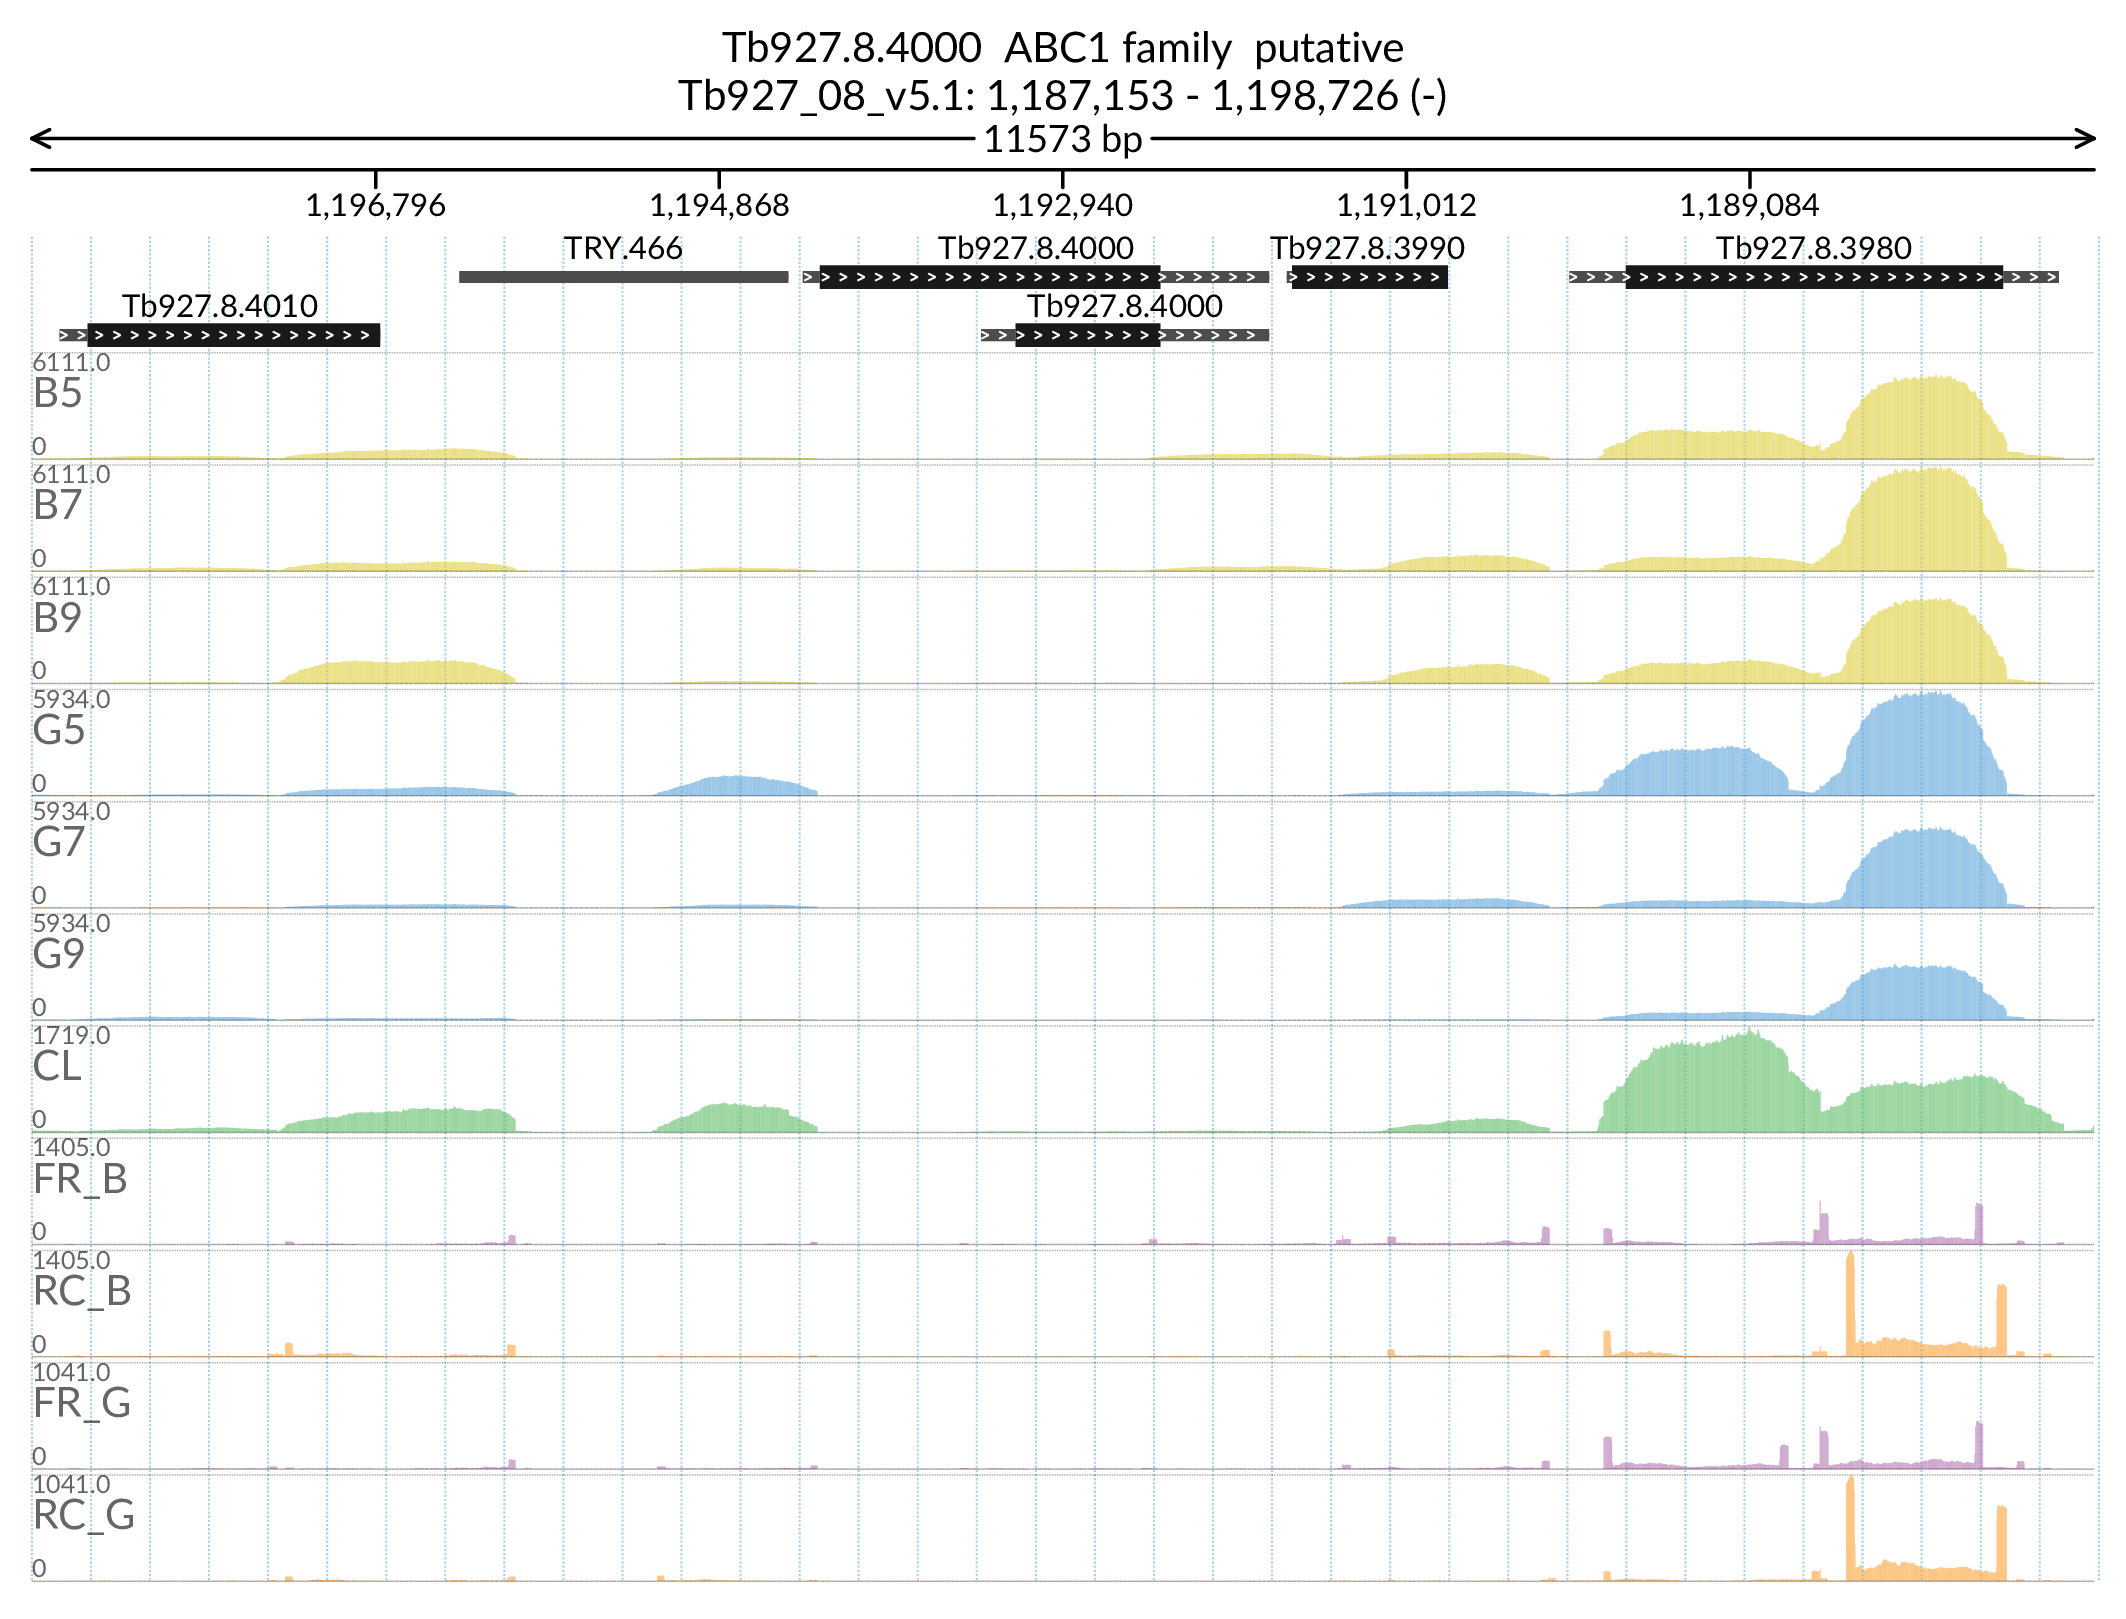 Tb927.8.4000  ABC1 family  putative
Tb927_08_v5.1: 1,187,153 - 1,198,726 (-)
11573 bp
1,196,796 1,194,868 1,192,940 1,191,012 1,189,084
TRY.466 Tb927.8.4000 Tb927.8.3990 Tb927.8.3980
Tb927.8.4010 Tb927.8.4000
6111.0
B5
0
6111.0
B7
0
6111.0
B9
0
5934.0
G5
0
5934.0
G7
0
5934.0
G9
0
1719.0
CL
0
1405.0
FR_B
0
1405.0
RC_B
0
1041.0
FR_G
0
1041.0
RC_G
0